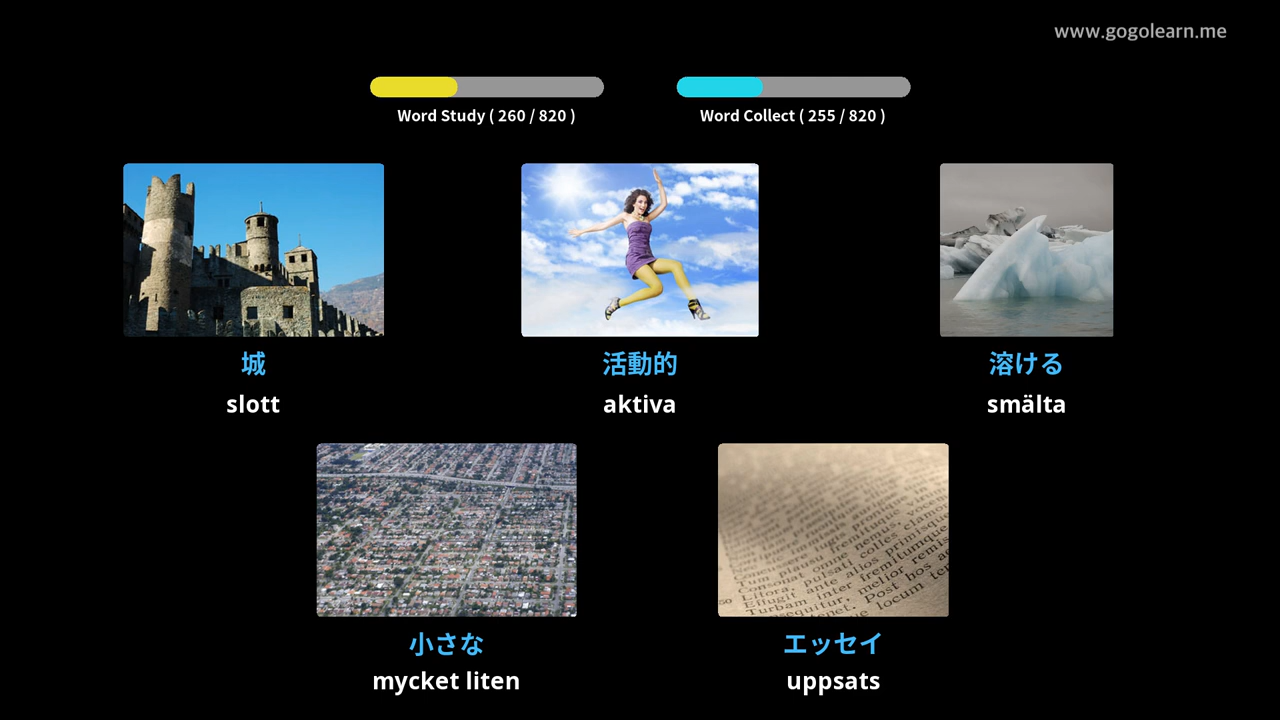 www.gogolearn.me
Word Study ( 260 / 820 )
Word Collect ( 255 / 820 )
城
slott
活動的
aktiva
溶ける
smälta
小さな
mycket liten
エッセイ
uppsats